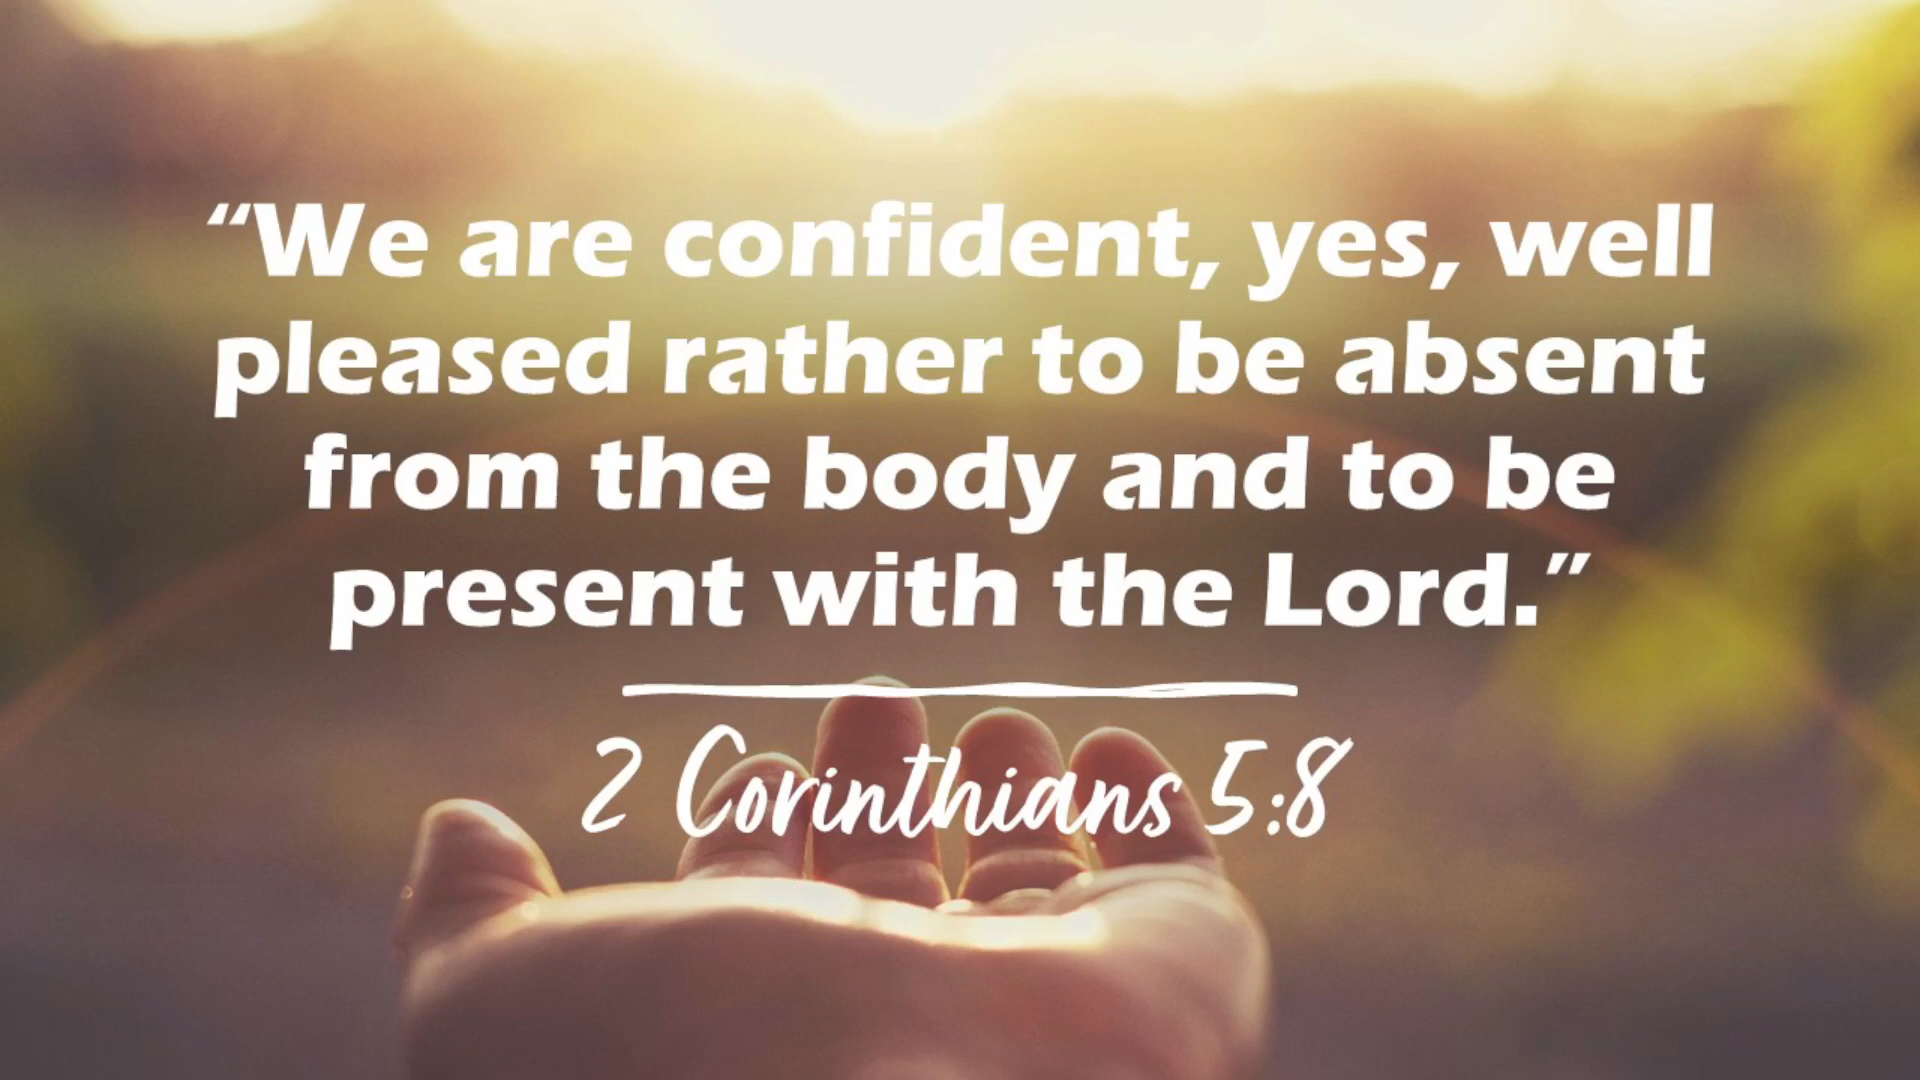 “We are confident, yes, well
pleased rather to be absent
from the body and to be
present with the Lord.”
2 Corinthians 5:8